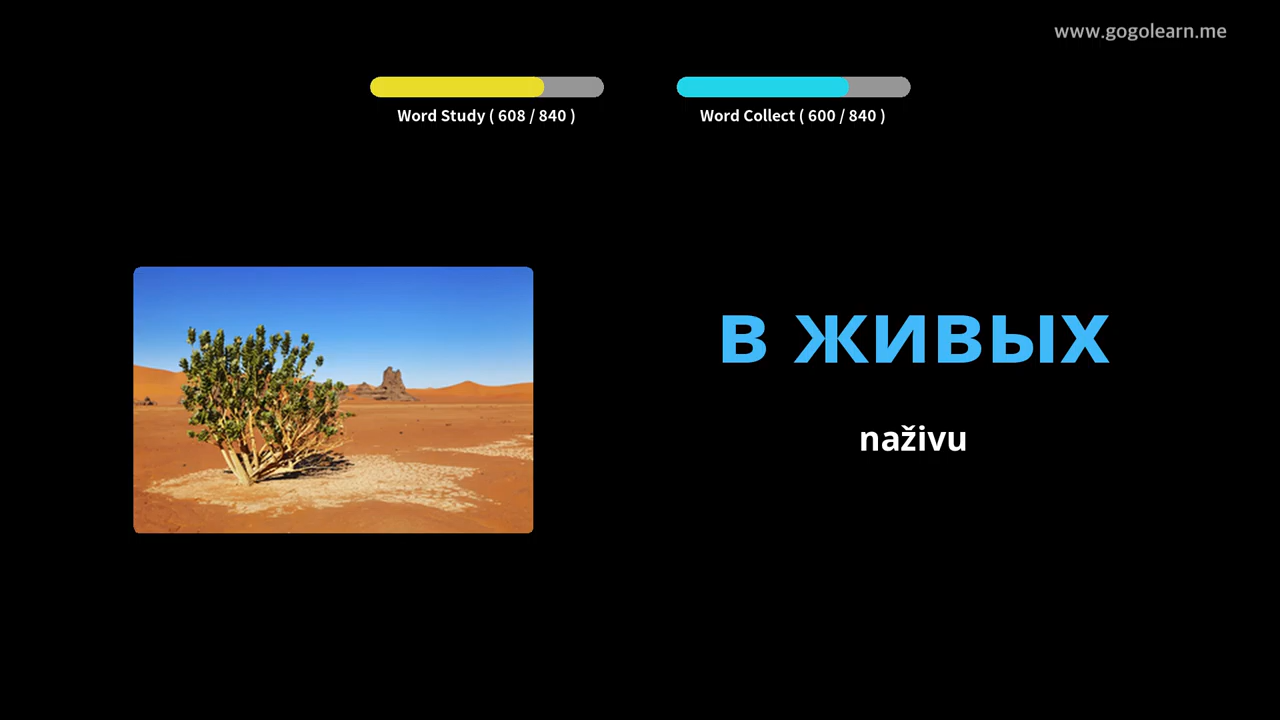 www.gogolearn.me
Word Study ( 608 / 840 )
Word Collect ( 600 / 840 )
в живых
naživu